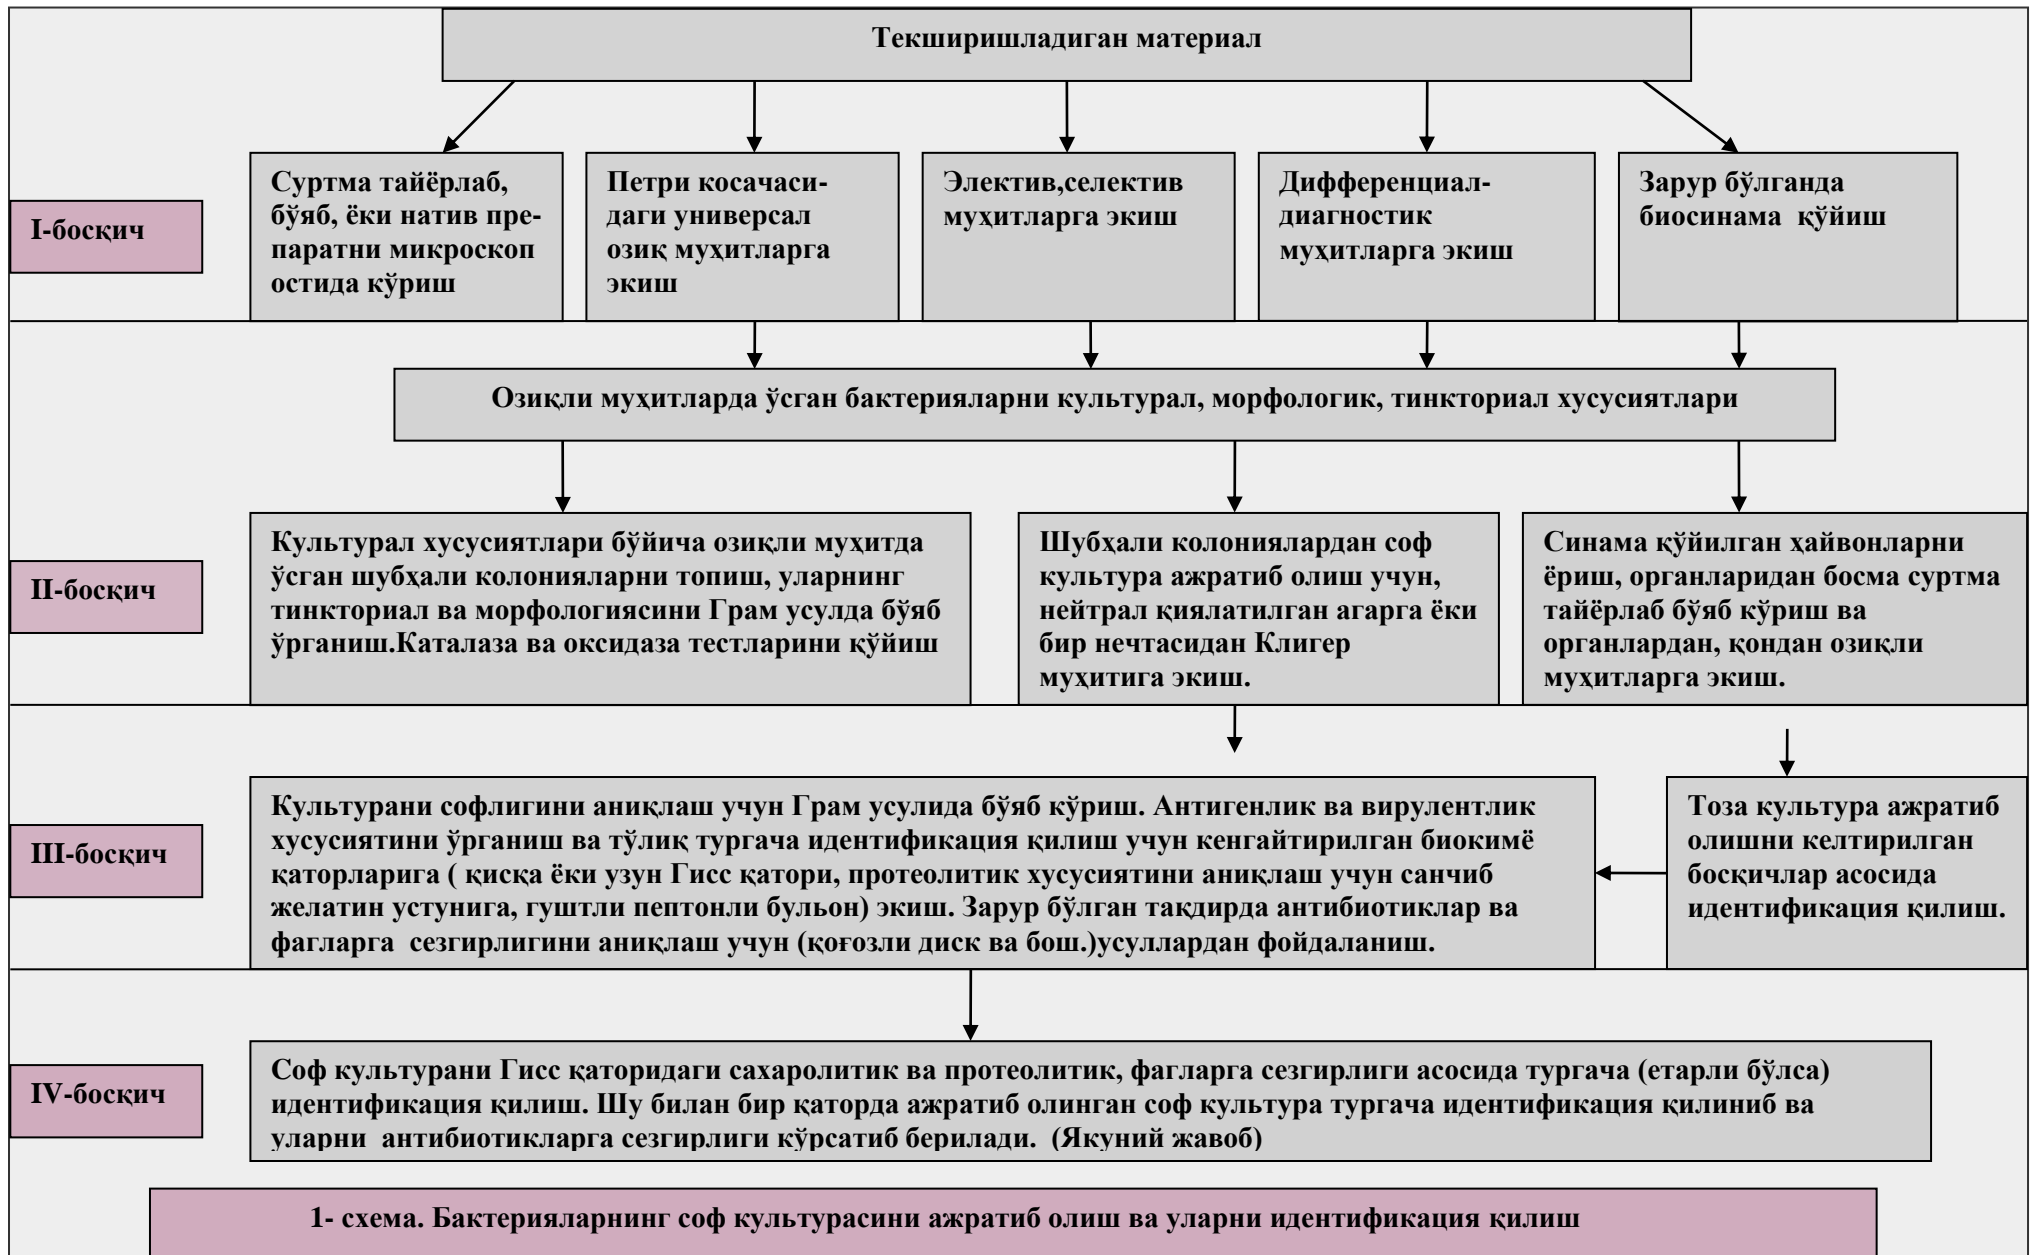 Текширишладиган материал
I-босқич
Суртма тайёрлаб,
бўяб, ёки натив пре-
паратни микроскоп
остида кўриш
Петри косачаси-
даги универсал
озиқ муҳитларга
экиш
Электив,селектив
муҳитларга экиш
Дифференциал-
диагностик
муҳитларга экиш
Зарур бўлганда
биосинама қўйиш
Озиқли муҳитларда ўсган бактерияларни культурал, морфологик, тинкториал хусусиятлари
II-босқич
Культурал хусусиятлари бўйича озиқли муҳитда
ўсган шубҳали колонияларни топиш, уларнинг
тинкториал ва морфологиясини Грам усулда бўяб
ўрганиш.Каталаза ва оксидаза тестларини қўйиш
Шубҳали колониялардан соф
культура ажратиб олиш учун,
нейтрал қиялатилган агарга ёки
бир нечтасидан Клигер
муҳитига экиш.
Синама қўйилган ҳайвонларни
ёриш, органларидан босма суртма
тайёрлаб бўяб кўриш ва
органлардан, қондан озиқли
муҳитларга экиш.
III-босқич
Культурани софлигини аниқлаш учун Грам усулида бўяб кўриш. Антигенлик ва вирулентлик
хусусиятини ўрганиш ва тўлиқ тургача идентификация қилиш учун кенгайтирилган биокимё
қаторларига ( қисқа ёки узун Гисс қатори, протеолитик хусусиятини аниқлаш учун санчиб
желатин устунига, гуштли пептонли бульон) экиш. Зарур бўлган тақдирда антибиотиклар ва
фагларга сезгирлигини аниқлаш учун (қоғозли диск ва бош.)усуллардан фойдаланиш.
Тоза культура ажратиб
олишни келтирилган
босқичлар асосида
идентификация қилиш.
IV-босқич
Соф культурани Гисс қаторидаги сахаролитик ва протеолитик, фагларга сезгирлиги асосида тургача (етарли бўлса)
идентификация қилиш. Шу билан бир қаторда ажратиб олинган соф культура тургача идентификация қилиниб ва
уларни антибиотикларга сезгирлиги кўрсатиб берилади. (Якуний жавоб)
1- схема. Бактерияларнинг соф культурасини ажратиб олиш ва уларни идентификация қилиш